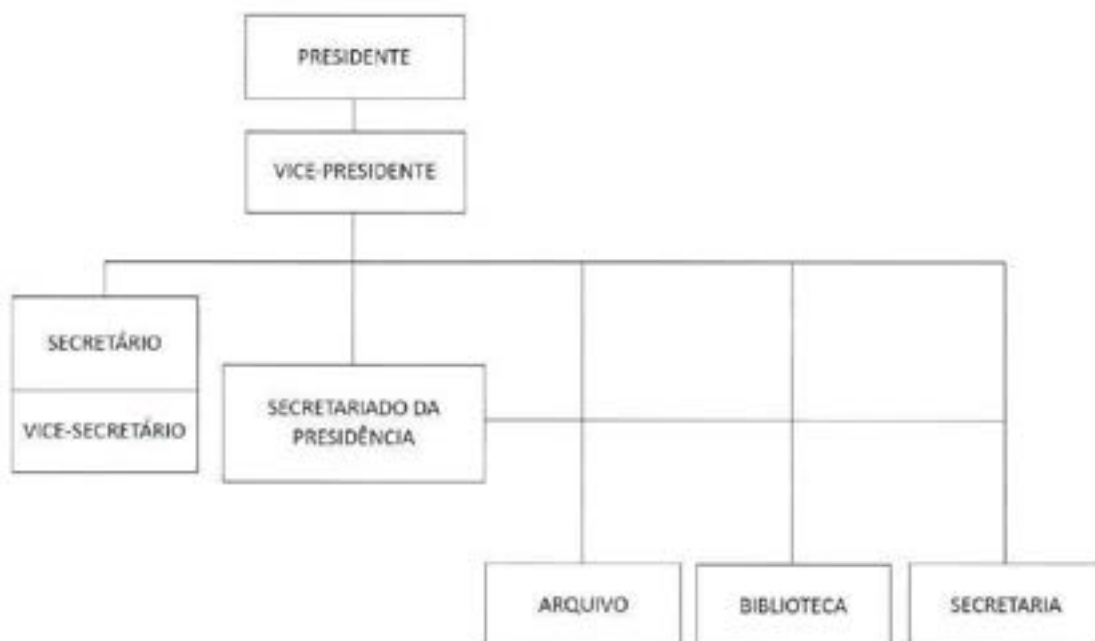 PRESIDENTE
VICE-PRESIDENTE
SECRETÁRIO
VICE-SECRETÁRIO
SECRETARIADO DA
PRESIDÊNCIA
ARQUIVO
BIBLIOTECA
SECRETARIA